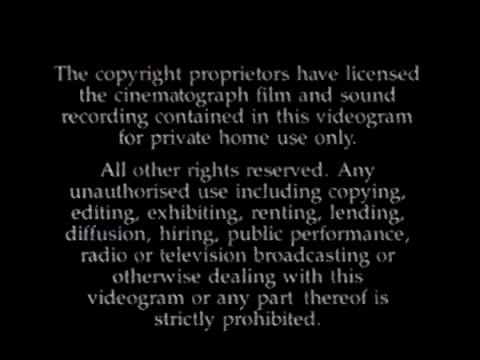 The copyright proprietors have licensed
the cinematograph film and sound
recording contained in this videogram
for private home use only.
All other rights reserved. Any
unauthorised use including copying,
editing, exhibiting, renting, lending,
diffusion, hiring, public performance,
radio or television broadcasting or
otherwise dealing with this
videogram or any part thereof is
strictly prohibited.